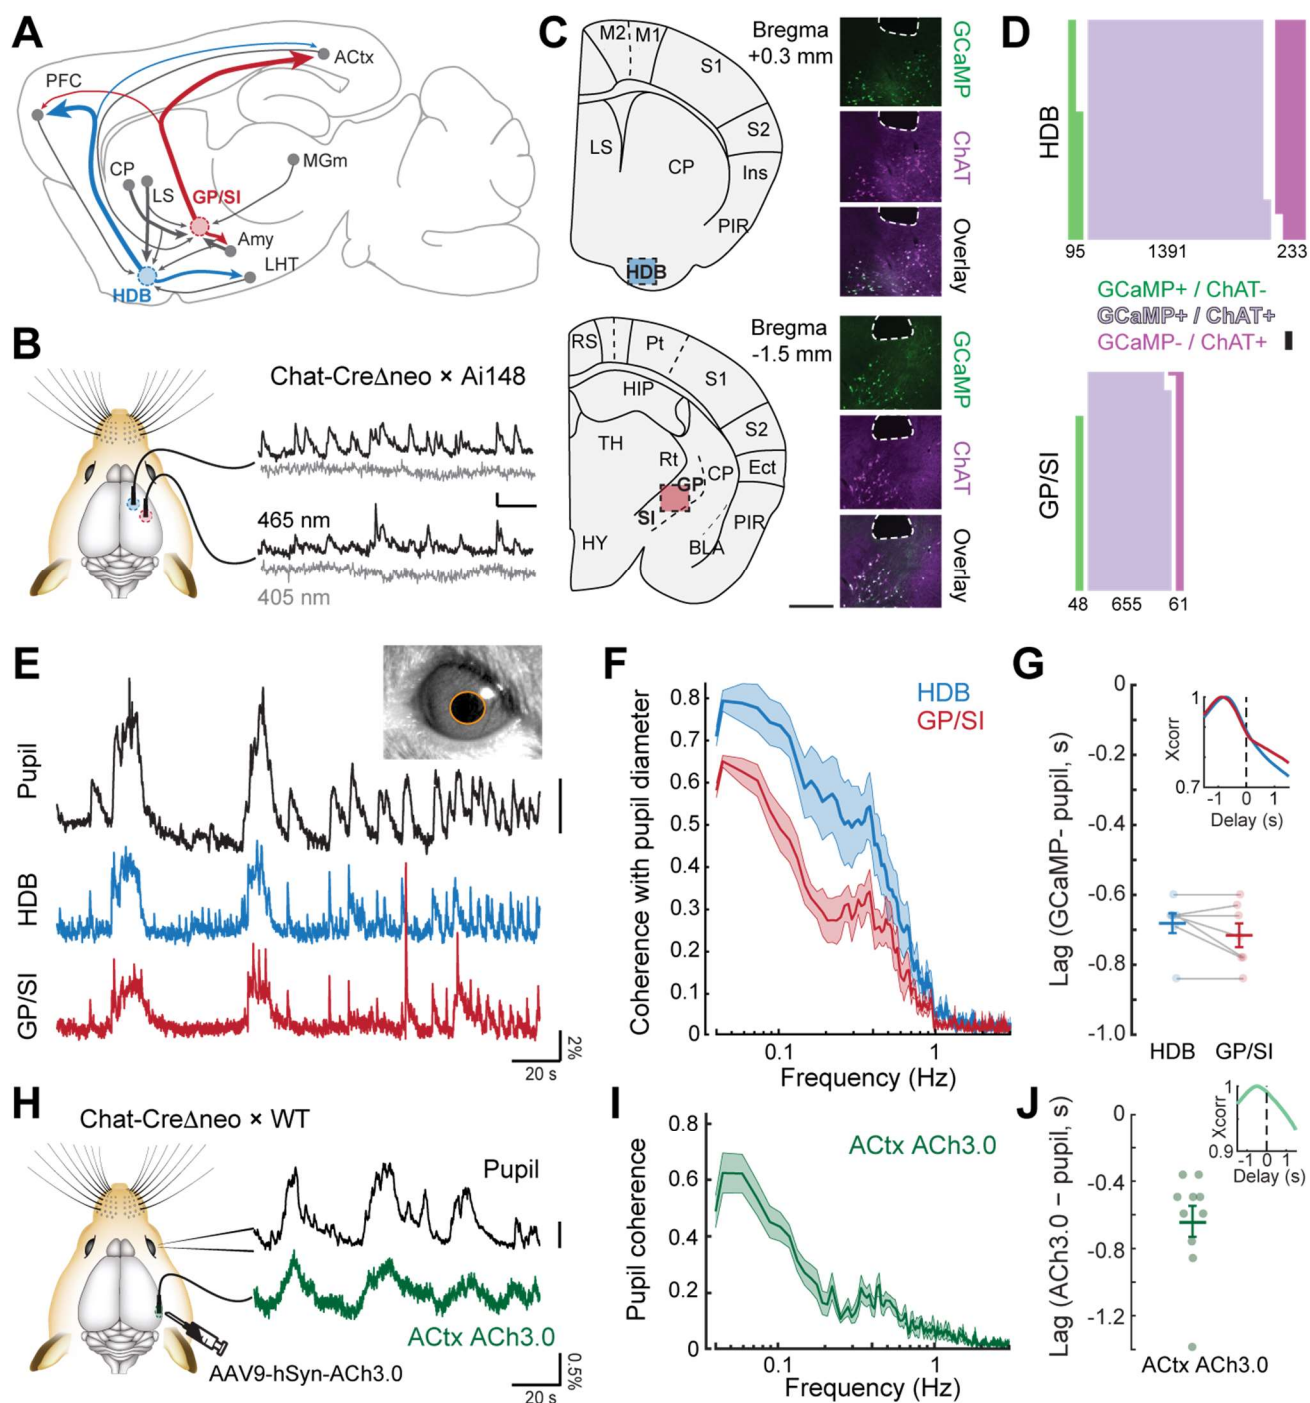 A
PFC
ACtx
CP
LS
GP/SI
MGm
Amy
LHT
HDB
B
Chat-CreΔneo × Ai148
465 nm
405 nm
C
M2
M1
S1
S2
Ins
LS
CP
PIR
HDB
Bregma
+0.3 mm
GCaMP
ChAT
Overlay
RS
Pt
HIP
S1
TH
S2
Rt
CP
Ect
GP
SI
PIR
HY
BLA
Bregma
-1.5 mm
GCaMP
ChAT
Overlay
D
HDB
95
1391
233
GCaMP+ / ChAT-
GCaMP+ / ChAT+
GCaMP- / ChAT+
GP/SI
48
655
61
E
Pupil
HDB
GP/SI
2%
20 s
F
HDB
GP/SI
Coherence with pupil diameter
0.8
0.7
0.6
0.5
0.4
0.3
0.2
0.1
0
0.1
1
Frequency (Hz)
G
Lag (GCaMP- pupil, s)
0
-0.2
-0.4
-0.6
-0.8
-1.0
HDB
GP/SI
Xcorr
1
0.7
-1
0
1
Delay (s)
H
Chat-CreΔneo × WT
Pupil
ACtx ACh3.0
AAV9-hSyn-ACh3.0
0.5%
20 s
I
ACtx ACh3.0
Pupil coherence
0.8
0.6
0.4
0.2
0
0.1
1
Frequency (Hz)
J
Lag (ACh3.0 − pupil, s)
0
-0.4
-0.8
-1.2
ACtx ACh3.0
Xcorr
1
0.9
-1
0
1
Delay (s)